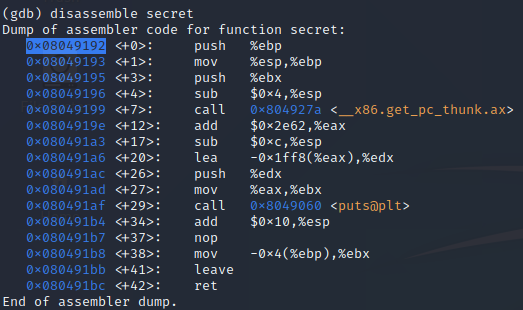 (gdb) disassemble secret
Dump of assembler code for function secret:
   0x08049192 <+0>:     push   %ebp
   0x08049193 <+1>:     mov    %esp,%ebp
   0x08049195 <+3>:     push   %ebx
   0x08049196 <+4>:     sub    $0x4,%esp
   0x08049199 <+7>:     call   0x804927a <__x86.get_pc_thunk.ax>
   0x0804919e <+12>:    add    $0x2e62,%eax
   0x080491a3 <+17>:    sub    $0xc,%esp
   0x080491a6 <+20>:    lea    -0x1ff8(%eax),%edx
   0x080491ac <+26>:    push   %edx
   0x080491ad <+27>:    mov    %eax,%ebx
   0x080491af <+29>:    call   0x8049060 <puts@plt>
   0x080491b4 <+34>:    add    $0x10,%esp
   0x080491b7 <+37>:    nop
   0x080491b8 <+38>:    mov    -0x4(%ebp),%ebx
   0x080491bb <+41>:    leave
   0x080491bc <+42>:    ret
End of assembler dump.